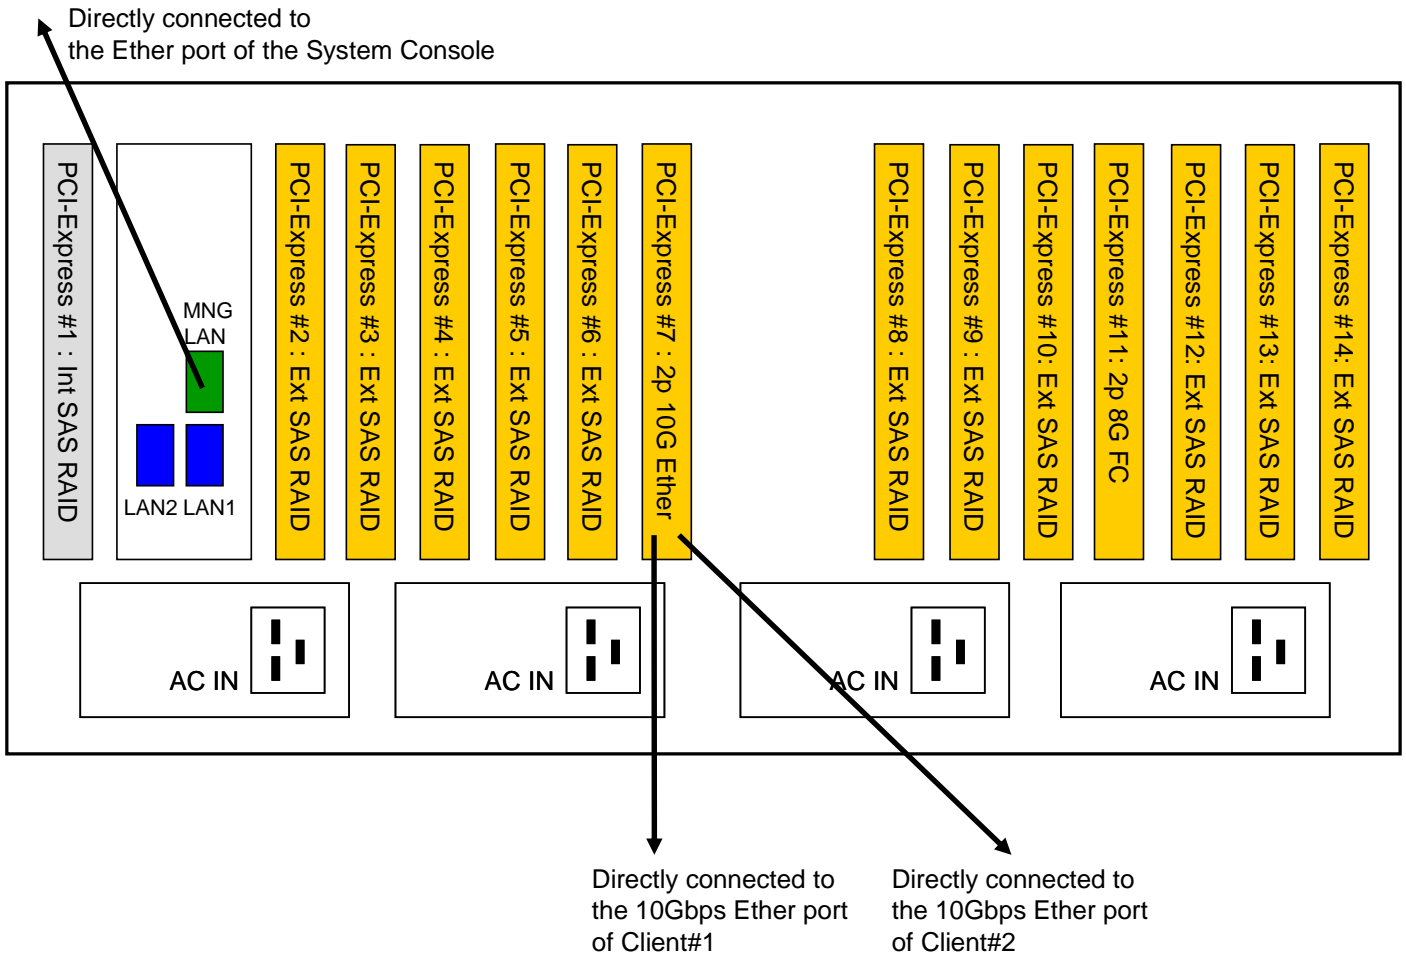 Directly connected to
the Ether port of the System Console
PCI-Express #1 : Int SAS RAID
MNG
LAN
LAN2 LAN1
PCI-Express #2 : Ext SAS RAID
PCI-Express #3 : Ext SAS RAID
PCI-Express #4 : Ext SAS RAID
PCI-Express #5 : Ext SAS RAID
PCI-Express #6 : Ext SAS RAID
PCI-Express #7 : 2p 10G Ether
PCI-Express #8 : Ext SAS RAID
PCI-Express #9 : Ext SAS RAID
PCI-Express #10: Ext SAS RAID
PCI-Express #11: 2p 8G FC
PCI-Express #12: Ext SAS RAID
PCI-Express #13: Ext SAS RAID
PCI-Express #14: Ext SAS RAID
AC IN
AC IN
AC IN
AC IN
Directly connected to
the 10Gbps Ether port
of Client#1
Directly connected to
the 10Gbps Ether port
of Client#2